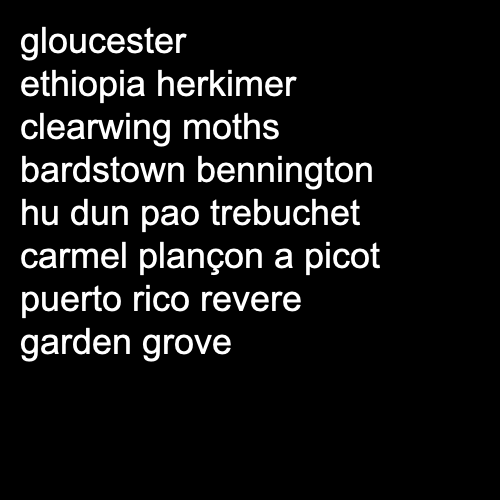 gloucester
ethiopia herkimer
clearwing moths
bardstown bennington
hu dun pao trebuchet
carmel plançon a picot
puerto rico revere
garden grove